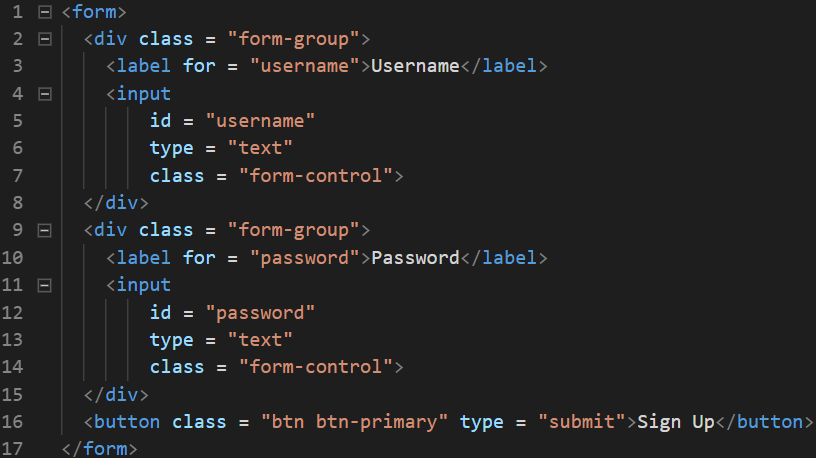 1 <form>
2 <div class = "form-group">
3 <label for = "username">Username</label>
4 <input
5 id = "username"
6 type = "text"
7 class = "form-control">
8 </div>
9 <div class = "form-group">
10 <label for = "password">Password</label>
11 <input
12 id = "password"
13 type = "text"
14 class = "form-control">
15 </div>
16 <button class = "btn btn-primary" type = "submit">Sign Up</button>
17 </form>